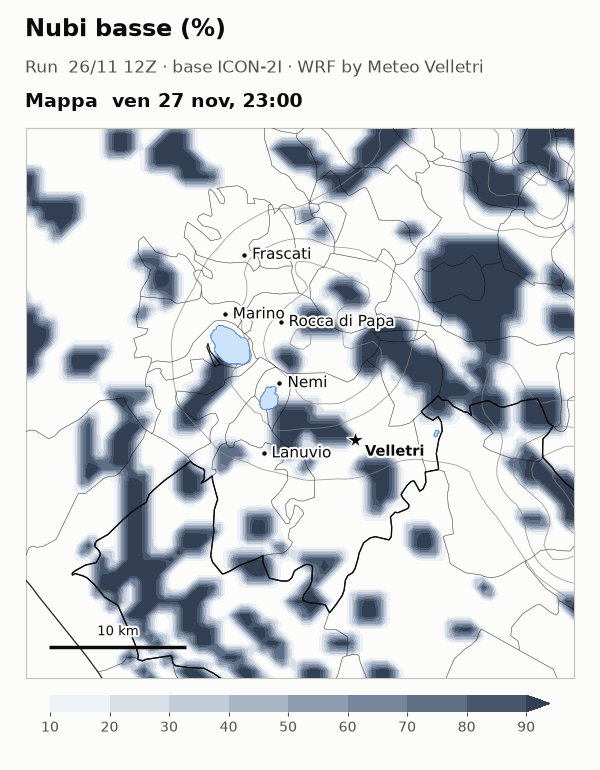 Nubi basse (%)
Run  26/11 12Z · base ICON-2I · WRF by Meteo Velletri
Mappa  ven 27 nov, 23:00
Frascati
Marino
Rocca di Papa
Nemi
Velletri
Lanuvio
10 km
10 20 30 40 50 60 70 80 90